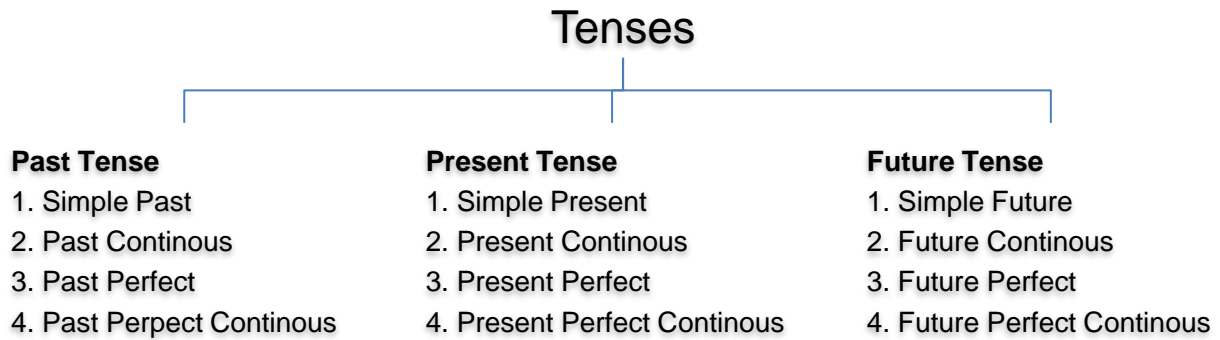 Tenses
Past Tense
1. Simple Past
2. Past Continous
3. Past Perfect
4. Past Perpect Continous
Present Tense
1. Simple Present
2. Present Continous
3. Present Perfect
4. Present Perfect Continous
Future Tense
1. Simple Future
2. Future Continous
3. Future Perfect
4. Future Perfect Continous